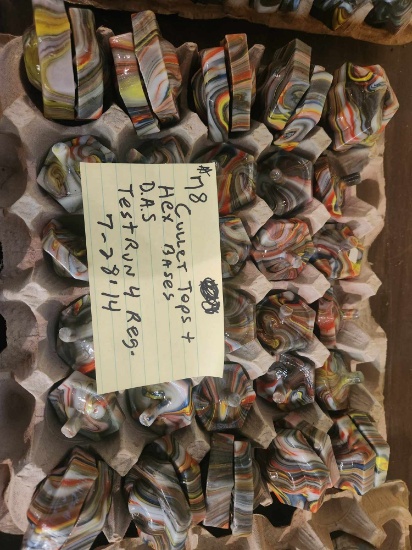 #78
Cullet Tops +
Hex Bases
D.A.S
Test Run 4 Reg.
7-28-14